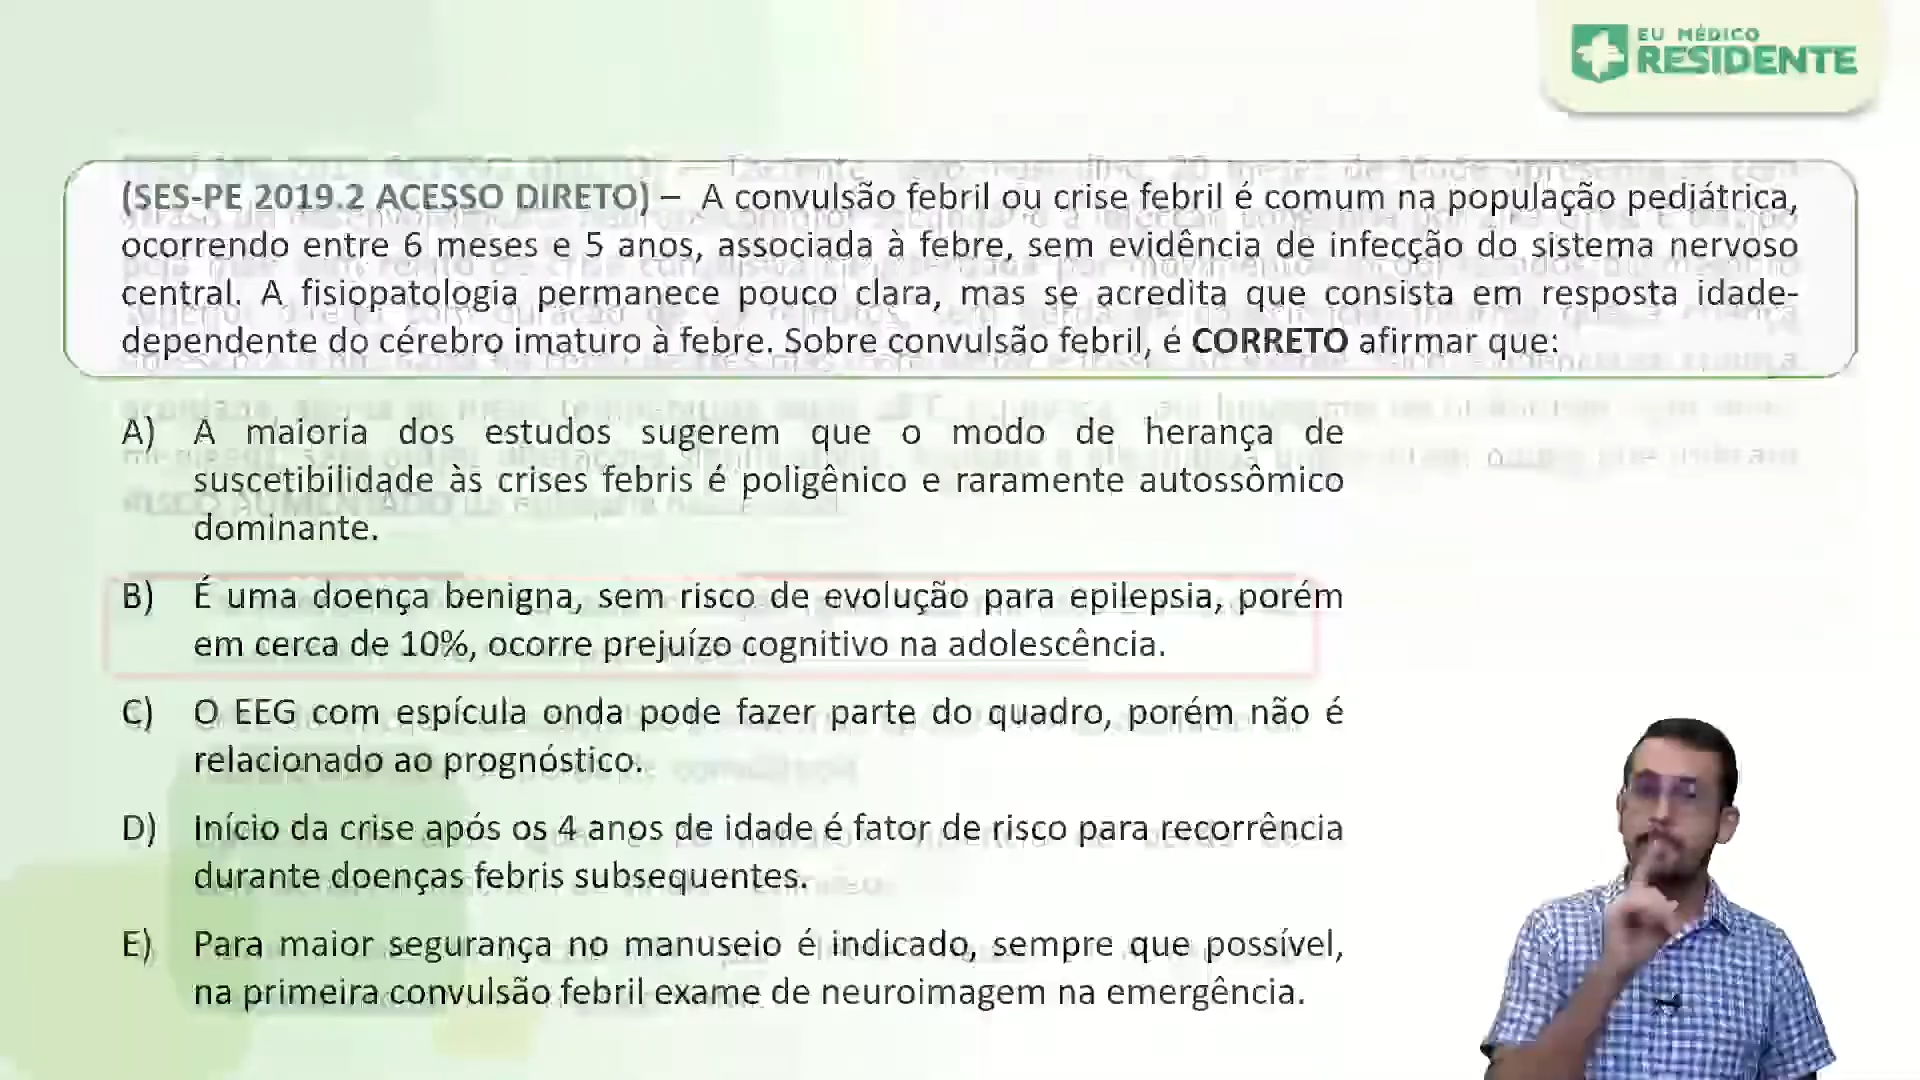 EU MÉDICO
RESIDENTE
(SES-PE 2019.2 ACESSO DIRETO) – A convulsão febril ou crise febril é comum na população pediátrica,
ocorrendo entre 6 meses e 5 anos, associada à febre, sem evidência de infecção do sistema nervoso
central. A fisiopatologia permanece pouco clara, mas se acredita que consista em resposta idade-
dependente do cérebro imaturo à febre. Sobre convulsão febril, é CORRETO afirmar que:
A) A maioria dos estudos sugerem que o modo de herança de
suscetibilidade às crises febris é poligênico e raramente autossômico
dominante.
B) É uma doença benigna, sem risco de evolução para epilepsia, porém
em cerca de 10%, ocorre prejuízo cognitivo na adolescência.
C) O EEG com espícula onda pode fazer parte do quadro, porém não é
relacionado ao prognóstico.
D) Início da crise após os 4 anos de idade é fator de risco para recorrência
durante doenças febris subsequentes.
E) Para maior segurança no manuseio é indicado, sempre que possível,
na primeira convulsão febril exame de neuroimagem na emergência.